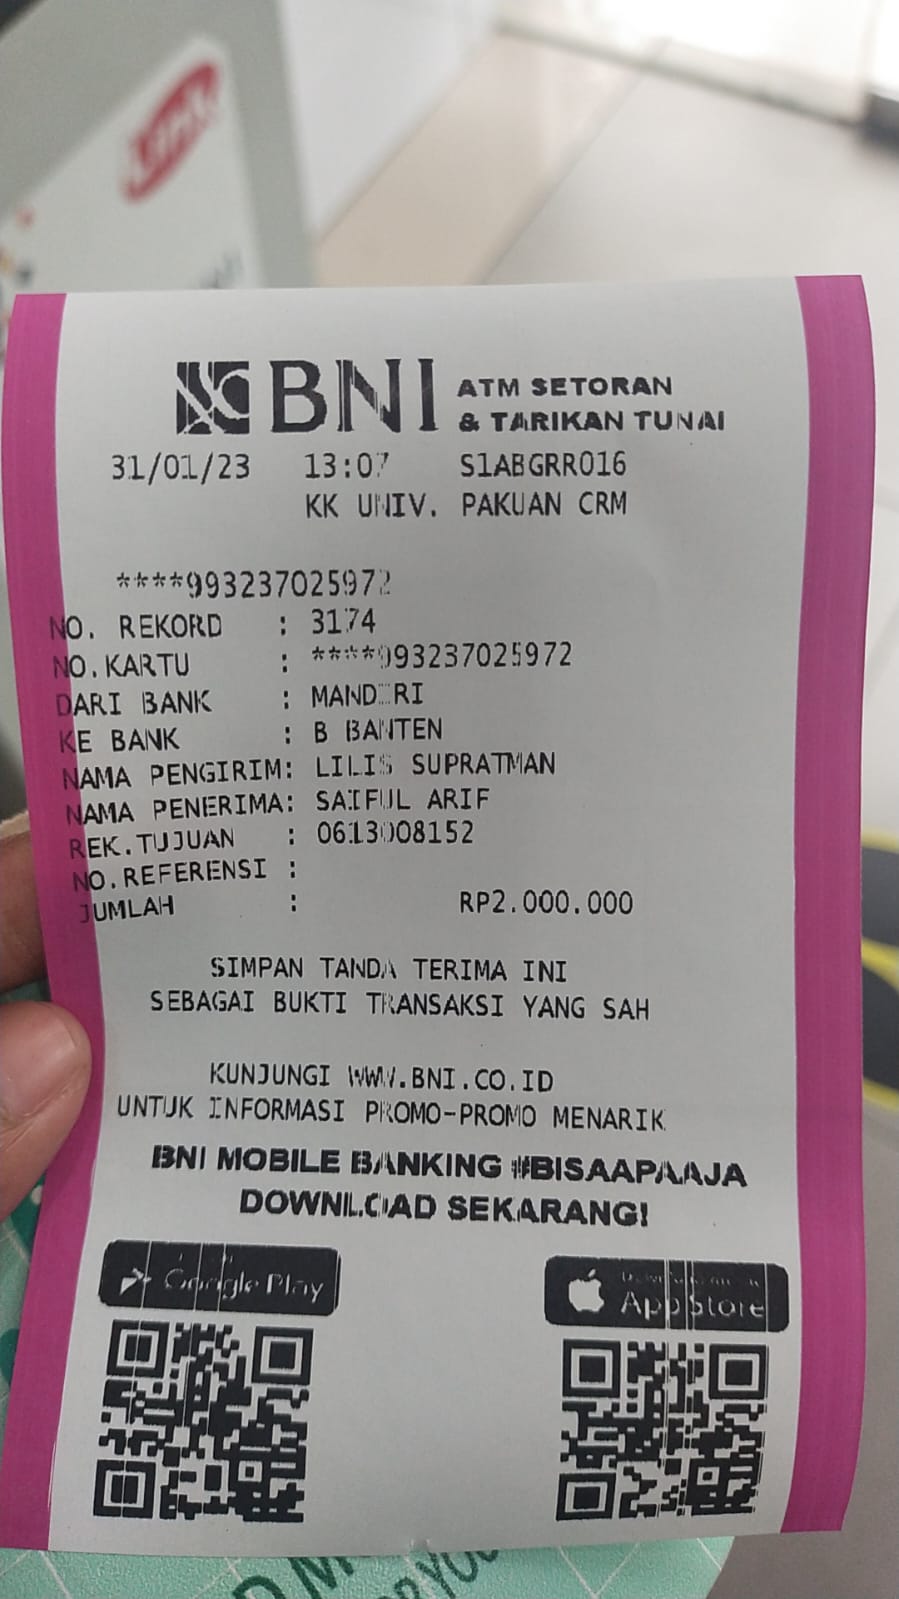 BNI ATM SETORAN
& TARIKAN TUNAI
31/01/23 13:07 S1ABGRR016
KK UNIV. PAKUAN CRM
****993237025972
NO. REKORD : 3174
NO.KARTU : ****993237025972
DARI BANK : MANDIRI
KE BANK : B BANTEN
NAMA PENGIRIM: LILIS SUPRATMAN
NAMA PENERIMA: SAIFUL ARIF
REK.TUJUAN : 0613008152
NO.REFERENSI :
JUMLAH : RP2.000.000
SIMPAN TANDA TERIMA INI
SEBAGAI BUKTI TRANSAKSI YANG SAH
KUNJUNGI WWW.BNI.CO.ID
UNTUK INFORMASI PROMO-PROMO MENARIK
BNI MOBILE BANKING #BISAAPAAJA
DOWNLOAD SEKARANG!
Google Play
App Store